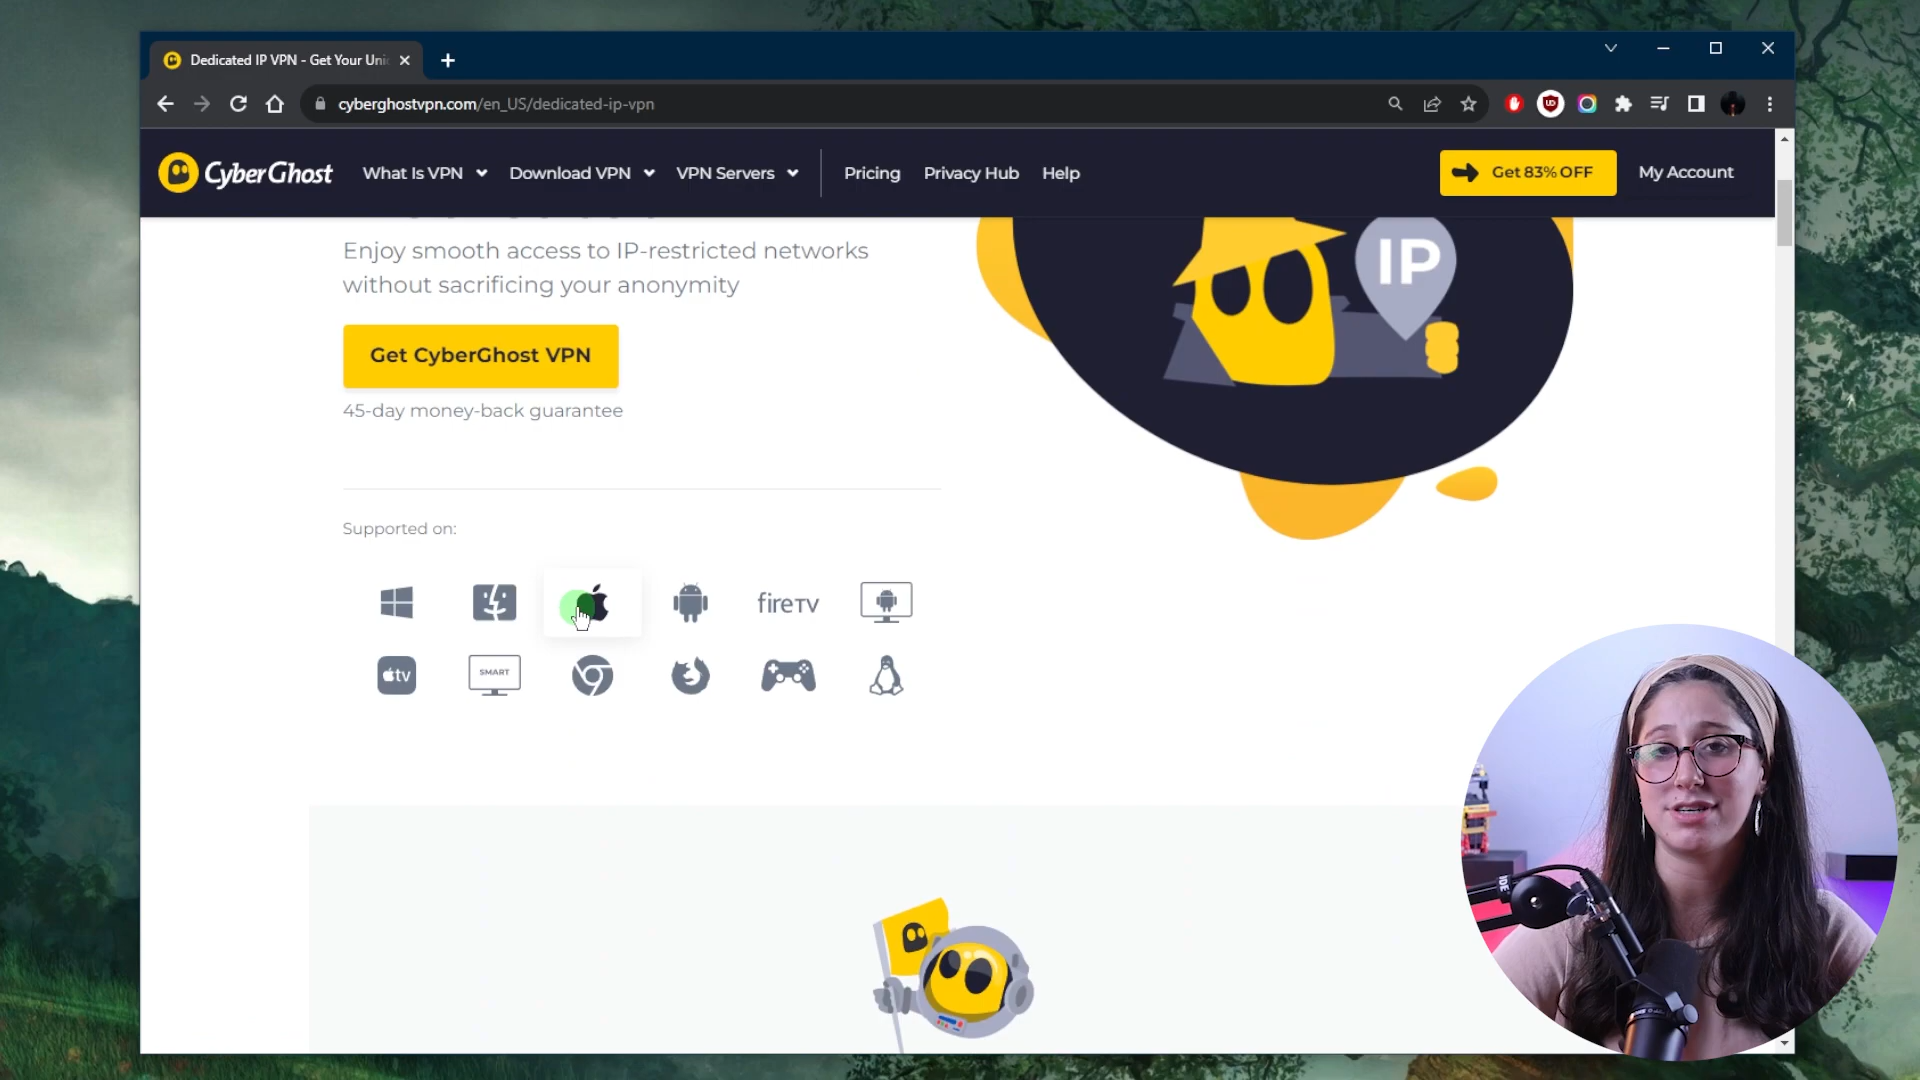 Dedicated IP VPN - Get Your Uni
cyberghostvpn.com/en_US/dedicated-ip-vpn
CyberGhost
What Is VPN
Download VPN
VPN Servers
Pricing
Privacy Hub
Help
Get 83% OFF
My Account
Enjoy smooth access to IP-restricted networks
without sacrificing your anonymity
IP
Get CyberGhost VPN
45-day money-back guarantee
Supported on:
fireTV
tv
SMART